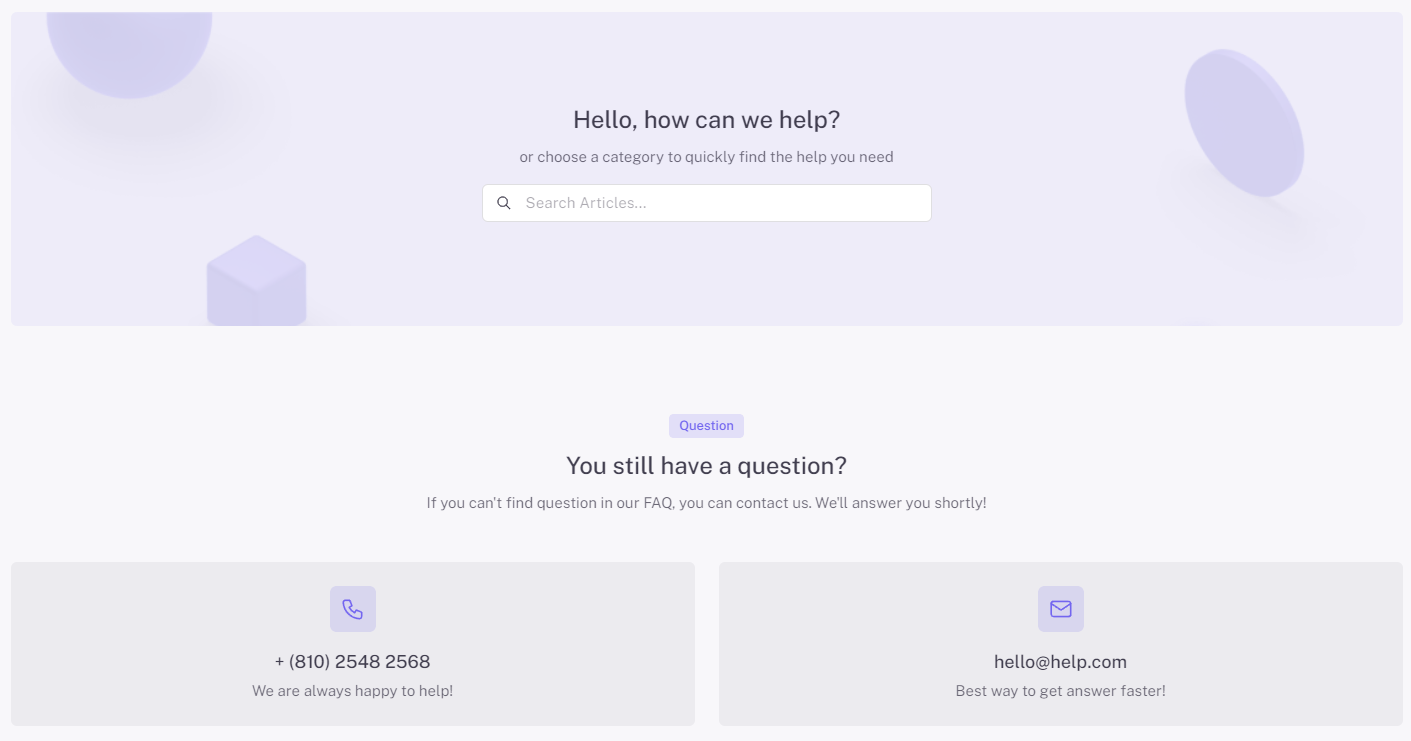 Hello, how can we help?
or choose a category to quickly find the help you need
Search Articles...
Question
You still have a question?
If you can't find question in our FAQ, you can contact us. We'll answer you shortly!
+ (810) 2548 2568
We are always happy to help!
hello@help.com
Best way to get answer faster!